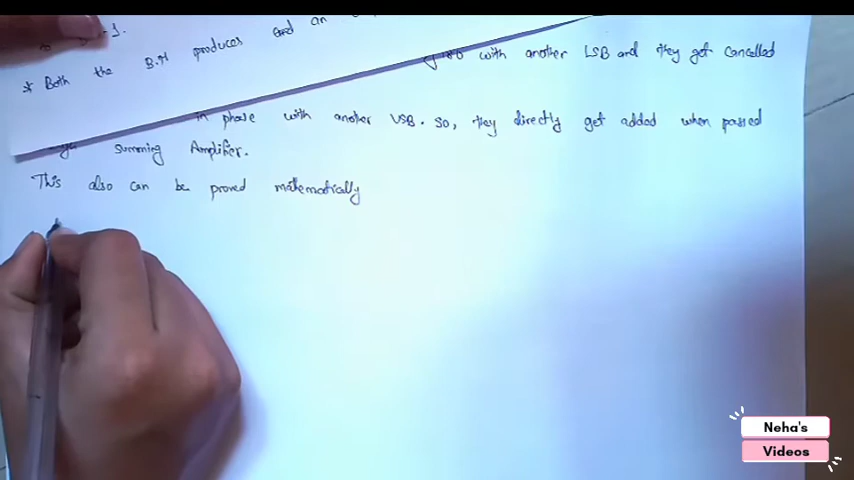 * Both the B.M produces and an
with another LSB and they get cancelled
in phase with another USB. so, they directly get added when passed
summing Amplifier.
This also can be proved mathematically
Neha's
Videos